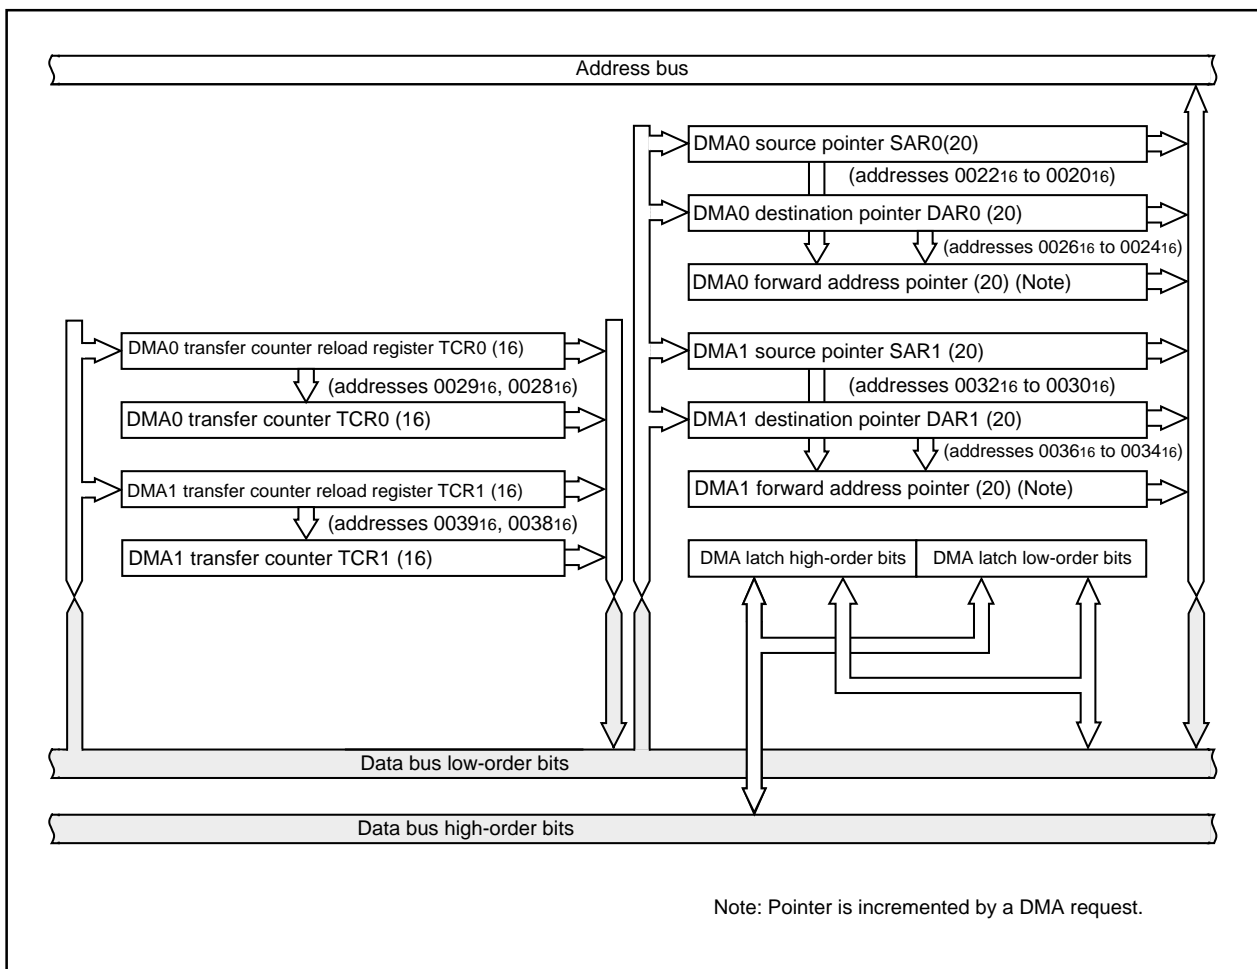 Address bus
DMA0 source pointer SAR0(20)
(addresses 002216 to 002016)
DMA0 destination pointer DAR0 (20)
(addresses 002616 to 002416)
DMA0 forward address pointer (20) (Note)
DMA0 transfer counter reload register TCR0 (16)
(addresses 002916, 002816)
DMA0 transfer counter TCR0 (16)
DMA1 transfer counter reload register TCR1 (16)
(addresses 003916, 003816)
DMA1 transfer counter TCR1 (16)
DMA1 source pointer SAR1 (20)
(addresses 003216 to 003016)
DMA1 destination pointer DAR1 (20)
(addresses 003616 to 003416)
DMA1 forward address pointer (20) (Note)
DMA latch high-order bits
DMA latch low-order bits
Data bus low-order bits
Data bus high-order bits
Note: Pointer is incremented by a DMA request.